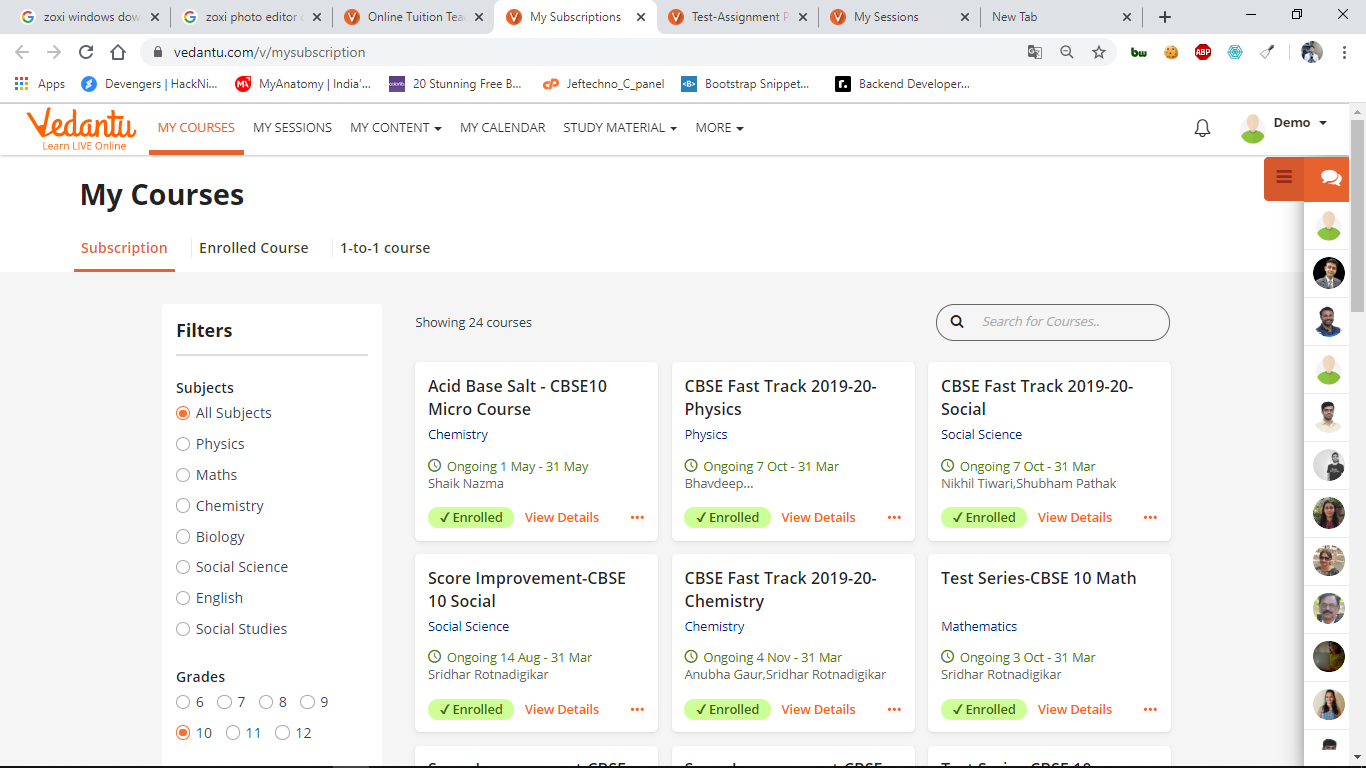 zoxi windows dow
zoxi photo editor
Online Tuition Tea
My Subscriptions
Test-Assignment P
My Sessions
New Tab
vedantu.com/v/mysubscription
Apps
Devengers | HackNi...
MyAnatomy | India'...
20 Stunning Free B...
Jeftechno_C_panel
Bootstrap Snippet...
Backend Developer...
Vedantu
Learn LIVE Online
MY COURSES MY SESSIONS MY CONTENT MY CALENDAR STUDY MATERIAL MORE
Demo
My Courses
Subscription Enrolled Course 1-to-1 course
Filters
Subjects
All Subjects
Physics
Maths
Chemistry
Biology
Social Science
English
Social Studies
Grades
6 7 8 9
10 11 12
Showing 24 courses
Search for Courses..
Acid Base Salt - CBSE10
Micro Course
Chemistry
Ongoing 1 May - 31 May
Shaik Nazma
✓Enrolled View Details
CBSE Fast Track 2019-20-
Physics
Physics
Ongoing 7 Oct - 31 Mar
Bhavdeep...
✓Enrolled View Details
CBSE Fast Track 2019-20-
Social
Social Science
Ongoing 7 Oct - 31 Mar
Nikhil Tiwari,Shubham Pathak
✓Enrolled View Details
Score Improvement-CBSE
10 Social
Social Science
Ongoing 14 Aug - 31 Mar
Sridhar Rotnadigikar
✓Enrolled View Details
CBSE Fast Track 2019-20-
Chemistry
Chemistry
Ongoing 4 Nov - 31 Mar
Anubha Gaur,Sridhar Rotnadigikar
✓Enrolled View Details
Test Series-CBSE 10 Math
Mathematics
Ongoing 3 Oct - 31 Mar
Sridhar Rotnadigikar
✓Enrolled View Details